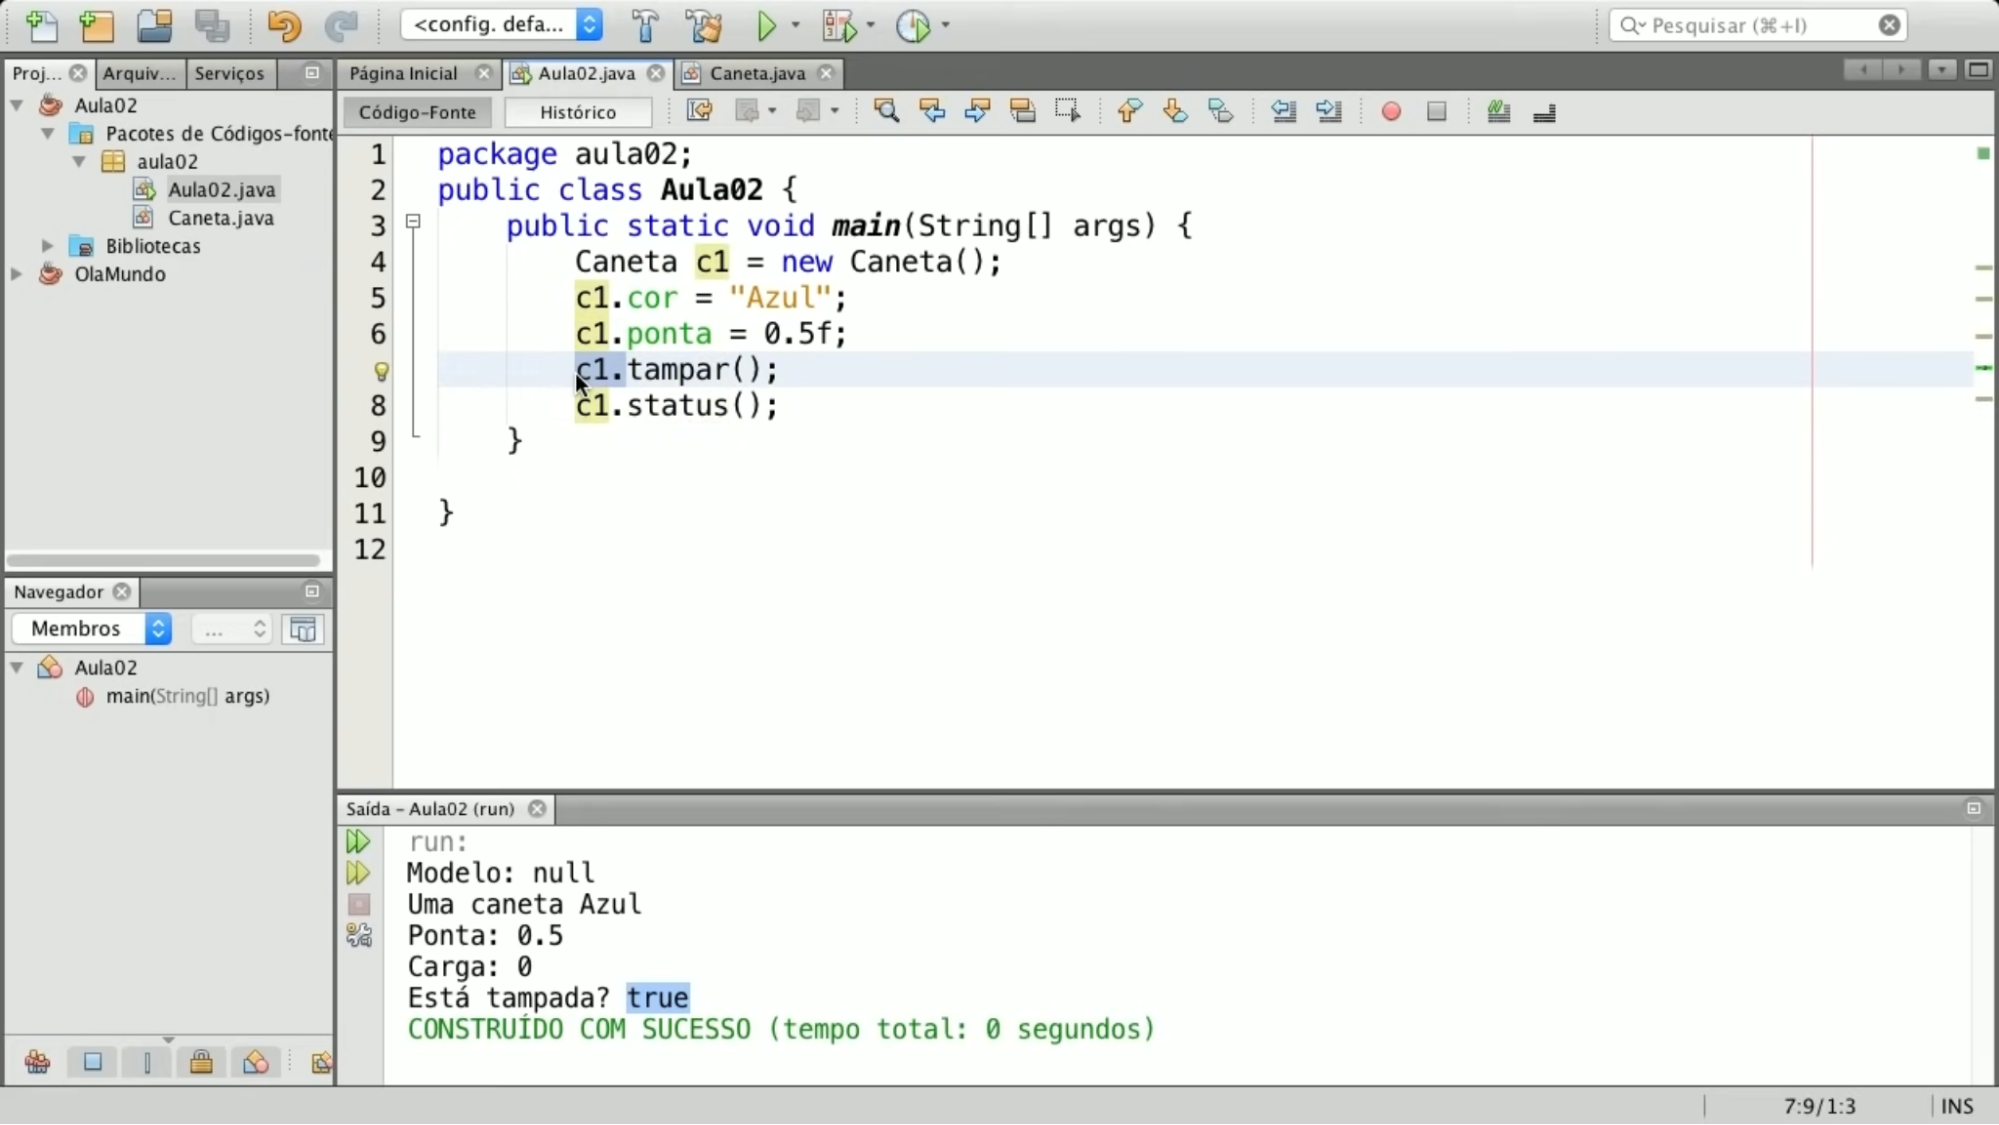 <config. defa...
Pesquisar (⌘+I)
Proj...
Arquiv...
Serviços
Página Inicial
Aula02.java
Caneta.java
Código-Fonte
Histórico
Aula02
Pacotes de Códigos-fonte
aula02
Aula02.java
Caneta.java
Bibliotecas
OlaMundo
1 package aula02;
2 public class Aula02 {
3 public static void main(String[] args) {
4 Caneta c1 = new Caneta();
5 c1.cor = "Azul";
6 c1.ponta = 0.5f;
c1.tampar();
8 c1.status();
9 }
10
11 }
12
Navegador
Membros
...
Aula02
main(String[] args)
Saída - Aula02 (run)
run:
Modelo: null
Uma caneta Azul
Ponta: 0.5
Carga: 0
Está tampada? true
CONSTRUÍDO COM SUCESSO (tempo total: 0 segundos)
7:9/1:3
INS